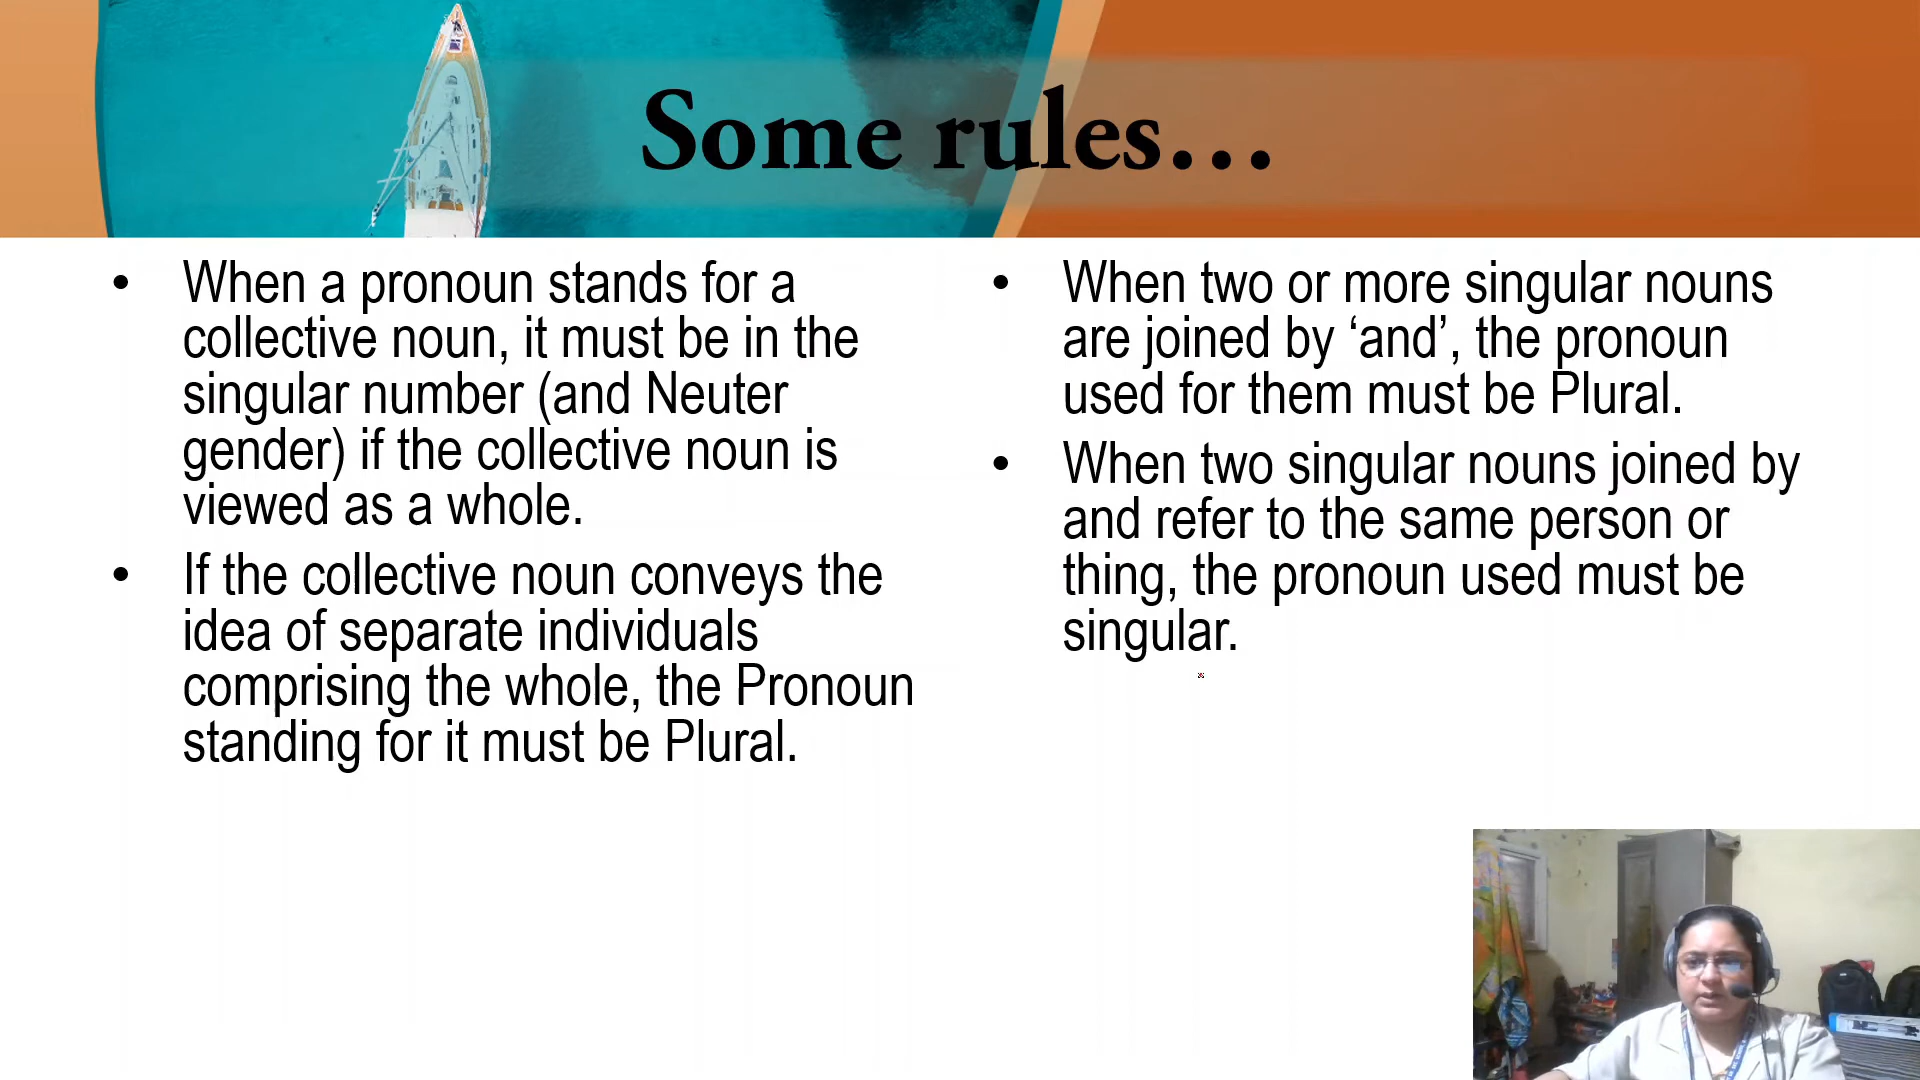 Some rules…
When a pronoun stands for a
collective noun, it must be in the
singular number (and Neuter
gender) if the collective noun is
viewed as a whole.
If the collective noun conveys the
idea of separate individuals
comprising the whole, the Pronoun
standing for it must be Plural.
When two or more singular nouns
are joined by ‘and’, the pronoun
used for them must be Plural.
When two singular nouns joined by
and refer to the same person or
thing, the pronoun used must be
singular.